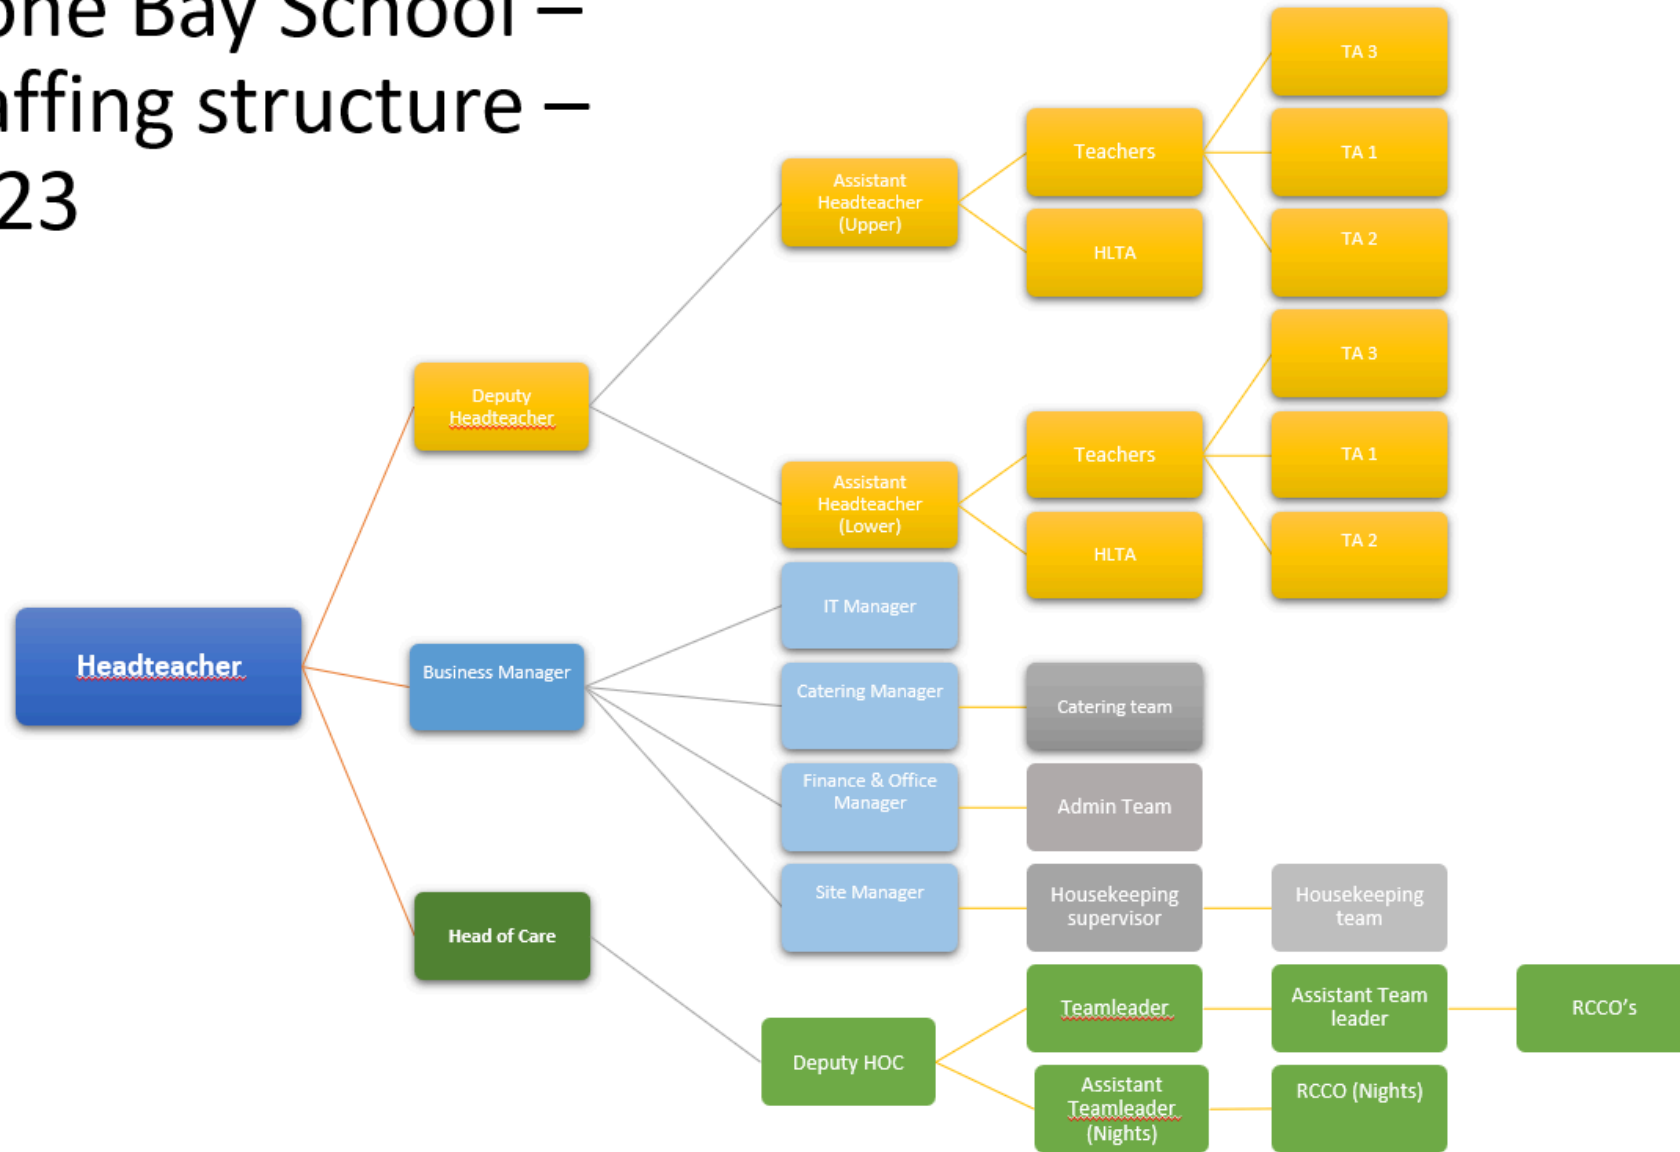 one Bay School –
affing structure –
23
TA 3
Teachers
TA 1
Assistant
Headteacher
(Upper)
HLTA
TA 2
TA 3
Deputy
Headteacher
Teachers
TA 1
Assistant
Headteacher
(Lower)
HLTA
TA 2
IT Manager
Headteacher
Business Manager
Catering Manager
Catering team
Finance & Office
Manager
Admin Team
Site Manager
Housekeeping
supervisor
Housekeeping
team
Head of Care
Teamleader
Assistant Team
leader
RCCO's
Deputy HOC
Assistant
Teamleader
(Nights)
RCCO (Nights)